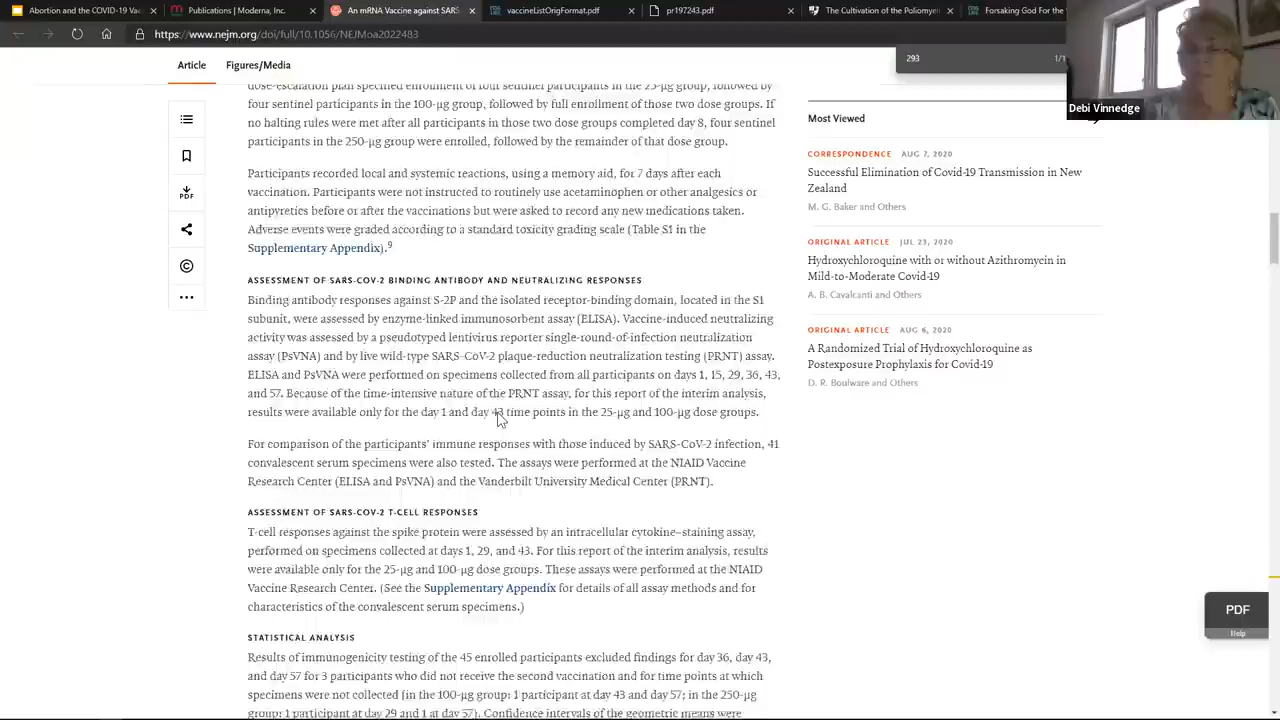 Abortion and the COVID-19 Vacc
Publications | Moderna, Inc.
An mRNA Vaccine against SARS
vaccineListOrigFormat.pdf
pr197243.pdf
The Cultivation of the Poliomye
Forsaking God For the
https://www.nejm.org/doi/full/10.1056/NEJMoa2022483
293
1/1
Debi Vinnedge
Article
Figures/Media
PDF
dose-escalation plan specified enrollment of four sentinel participants in the 25-μg group, followed by
four sentinel participants in the 100-μg group, followed by full enrollment of those two dose groups. If
no halting rules were met after all participants in those two dose groups completed day 8, four sentinel
participants in the 250-μg group were enrolled, followed by the remainder of that dose group.
Participants recorded local and systemic reactions, using a memory aid, for 7 days after each
vaccination. Participants were not instructed to routinely use acetaminophen or other analgesics or
antipyretics before or after the vaccinations but were asked to record any new medications taken.
Adverse events were graded according to a standard toxicity grading scale (Table S1 in the
Supplementary Appendix).9
ASSESSMENT OF SARS-COV-2 BINDING ANTIBODY AND NEUTRALIZING RESPONSES
Binding antibody responses against S-2P and the isolated receptor-binding domain, located in the S1
subunit, were assessed by enzyme-linked immunosorbent assay (ELISA). Vaccine-induced neutralizing
activity was assessed by a pseudotyped lentivirus reporter single-round-of-infection neutralization
assay (PsVNA) and by live wild-type SARS-CoV-2 plaque-reduction neutralization testing (PRNT) assay.
ELISA and PsVNA were performed on specimens collected from all participants on days 1, 15, 29, 36, 43,
and 57. Because of the time-intensive nature of the PRNT assay, for this report of the interim analysis,
results were available only for the day 1 and day 43 time points in the 25-μg and 100-μg dose groups.
For comparison of the participants' immune responses with those induced by SARS-CoV-2 infection, 41
convalescent serum specimens were also tested. The assays were performed at the NIAID Vaccine
Research Center (ELISA and PsVNA) and the Vanderbilt University Medical Center (PRNT).
ASSESSMENT OF SARS-COV-2 T-CELL RESPONSES
T-cell responses against the spike protein were assessed by an intracellular cytokine–staining assay,
performed on specimens collected at days 1, 29, and 43. For this report of the interim analysis, results
were available only for the 25-μg and 100-μg dose groups. These assays were performed at the NIAID
Vaccine Research Center. (See the Supplementary Appendix for details of all assay methods and for
characteristics of the convalescent serum specimens.)
STATISTICAL ANALYSIS
Results of immunogenicity testing of the 45 enrolled participants excluded findings for day 36, day 43,
and day 57 for 3 participants who did not receive the second vaccination and for time points at which
specimens were not collected (in the 100-μg group: 1 participant at day 43 and day 57; in the 250-μg
group: 1 participant at day 29 and 1 at day 57). Confidence intervals of the geometric means were
Most Viewed
CORRESPONDENCE AUG 7, 2020
Successful Elimination of Covid-19 Transmission in New
Zealand
M. G. Baker and Others
ORIGINAL ARTICLE JUL 23, 2020
Hydroxychloroquine with or without Azithromycin in
Mild-to-Moderate Covid-19
A. B. Cavalcanti and Others
ORIGINAL ARTICLE AUG 6, 2020
A Randomized Trial of Hydroxychloroquine as
Postexposure Prophylaxis for Covid-19
D. R. Boulware and Others
PDF
Help